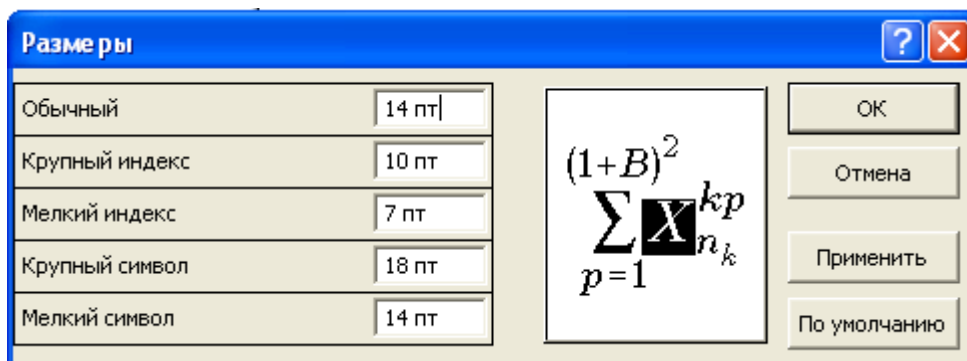 Размеры
Обычный 14 пт
Крупный индекс 10 пт
Мелкий индекс 7 пт
Крупный символ 18 пт
Мелкий символ 14 пт
(1+B)²
∑ X kp
n k
p=1
ОК
Отмена
Применить
По умолчанию